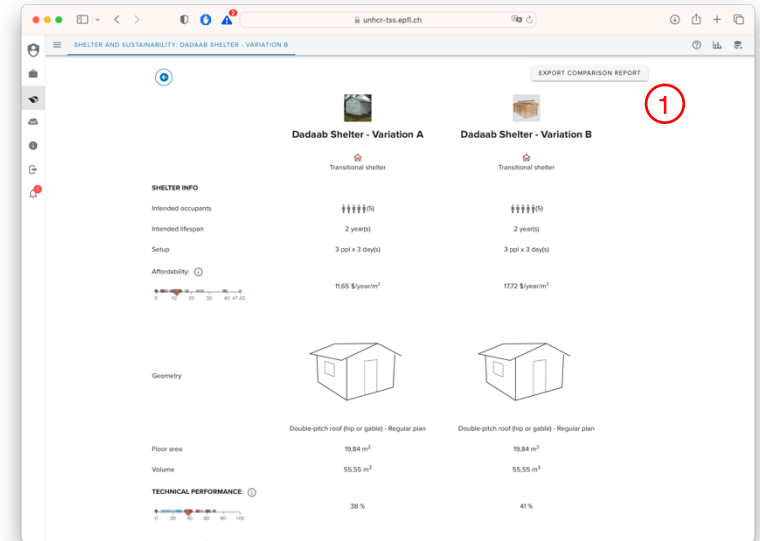 2
unhcr-tss.epfl.ch
SHELTER AND SUSTAINABILITY: DADAAB SHELTER - VARIATION B
EXPORT COMPARISON REPORT
1
Dadaab Shelter - Variation A Dadaab Shelter - Variation B
Transitional shelter Transitional shelter
SHELTER INFO
Intended occupants (5) (5)
Intended lifespan 2 year(s) 2 year(s)
Setup 3 ppl x 3 day(s) 3 ppl x 3 day(s)
Affordability:
11,65 $/year/m² 17,72 $/year/m²
0 10 20 30 40 47.43
Geometry
Double-pitch roof (hip or gable) - Regular plan Double-pitch roof (hip or gable) - Regular plan
Floor area 19,84 m² 19,84 m²
Volume 55,55 m³ 55,55 m³
TECHNICAL PERFORMANCE:
38 % 41 %
0 20 40 60 80 100